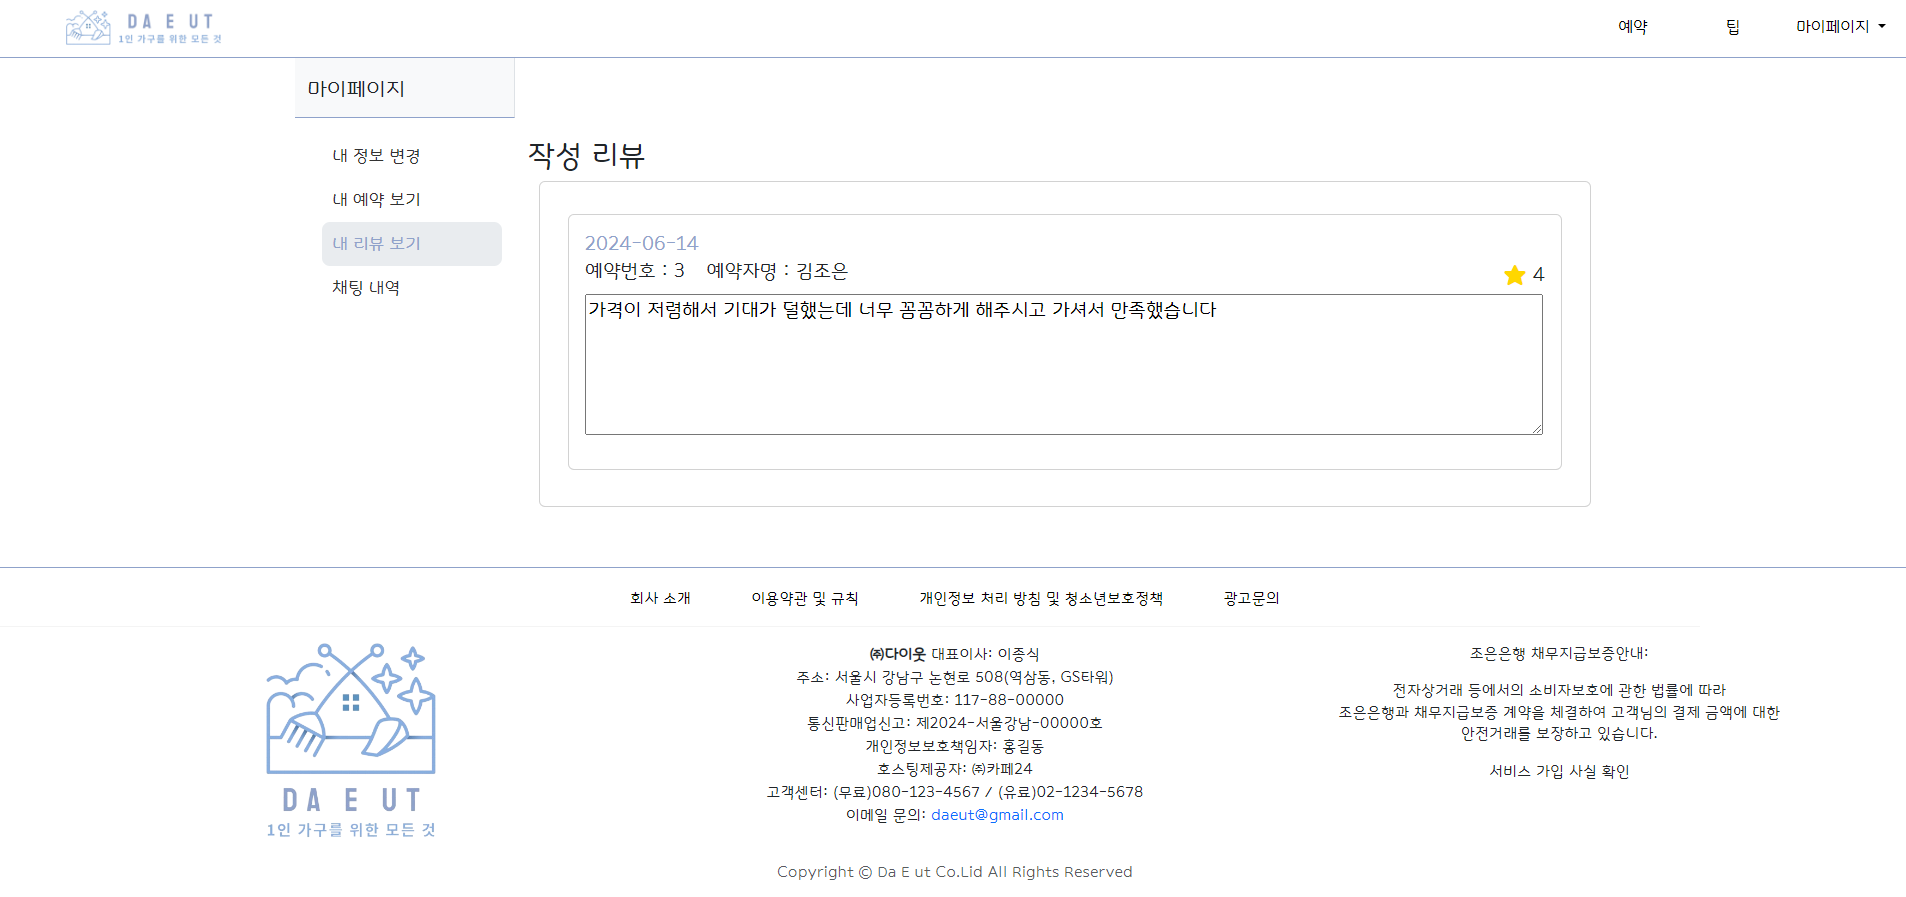 DA E UT
1인 가구를 위한 모든 것
예약 팁 마이페이지
마이페이지
내 정보 변경
내 예약 보기
내 리뷰 보기
채팅 내역
작성 리뷰
2024-06-14
예약번호 : 3 예약자명 : 김조은
4
가격이 저렴해서 기대가 덜했는데 너무 꼼꼼하게 해주시고 가셔서 만족했습니다
회사 소개 이용약관 및 규칙 개인정보 처리 방침 및 청소년보호정책 광고문의
DA E UT
1인 가구를 위한 모든 것
㈜다이웃 대표이사: 이종식
주소: 서울시 강남구 논현로 508(역삼동, GS타워)
사업자등록번호: 117-88-00000
통신판매업신고: 제2024-서울강남-00000호
개인정보보호책임자: 홍길동
호스팅제공자: ㈜카페24
고객센터: (무료)080-123-4567 / (유료)02-1234-5678
이메일 문의: daeut@gmail.com
조은은행 채무지급보증안내:
전자상거래 등에서의 소비자보호에 관한 법률에 따라
조은은행과 채무지급보증 계약을 체결하여 고객님의 결제 금액에 대한
안전거래를 보장하고 있습니다.
서비스 가입 사실 확인
Copyright © Da E ut Co.Lid All Rights Reserved